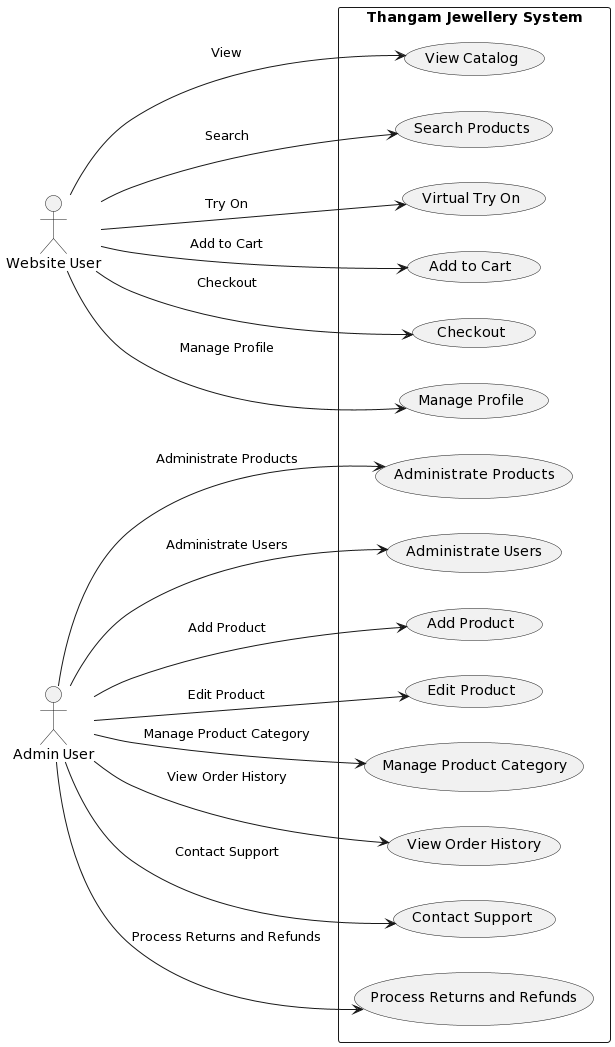 Thangam Jewellery System
View
View Catalog
Search
Search Products
Try On
Virtual Try On
Add to Cart
Add to Cart
Website User
Checkout
Checkout
Manage Profile
Manage Profile
Administrate Products
Administrate Products
Administrate Users
Administrate Users
Add Product
Add Product
Edit Product
Edit Product
Manage Product Category
Admin User
Manage Product Category
View Order History
View Order History
Contact Support
Contact Support
Process Returns and Refunds
Process Returns and Refunds